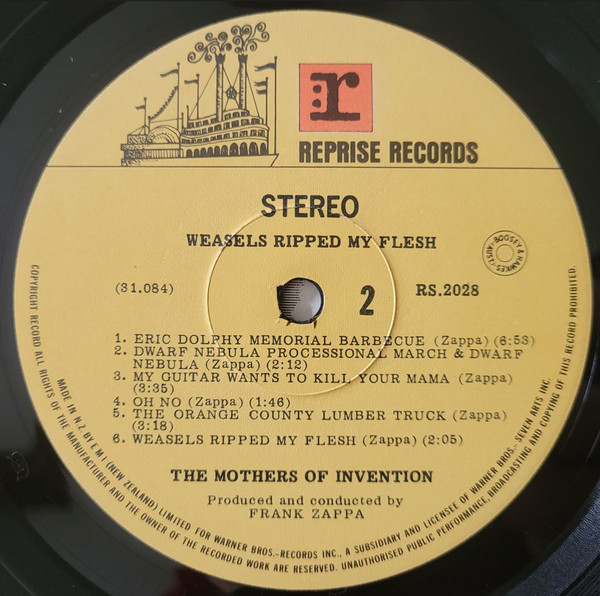 r
REPRISE RECORDS
STEREO
WEASELS RIPPED MY FLESH
BOOSEY & HAWKES (AUST)
(31.084)
2
RS.2028
1. ERIC DOLPHY MEMORIAL BARBECUE (Zappa) (6:53)
2. DWARF NEBULA PROCESSIONAL MARCH & DWARF
NEBULA (Zappa) (2:12)
3. MY GUITAR WANTS TO KILL YOUR MAMA (Zappa)
(3:35)
4. OH NO (Zappa) (1:46)
5. THE ORANGE COUNTY LUMBER TRUCK (Zappa)
(3:18)
6. WEASELS RIPPED MY FLESH (Zappa) (2:05)
THE MOTHERS OF INVENTION
Produced and conducted by
FRANK ZAPPA
COPYRIGHT RECORD ALL RIGHTS OF THE MANUFACTURER AND THE OWNER OF THE RECORDED WORK ARE RESERVED. UNAUTHORISED PUBLIC PERFORMANCE, BROADCASTING AND COPYING OF THIS RECORD PROHIBITED.
MADE IN N.Z. BY E.M.I. (NEW ZEALAND) LIMITED FOR WARNER BROS.-RECORDS INC., A SUBSIDIARY AND LICENSEE OF WARNER BROS.- SEVEN ARTS INC.